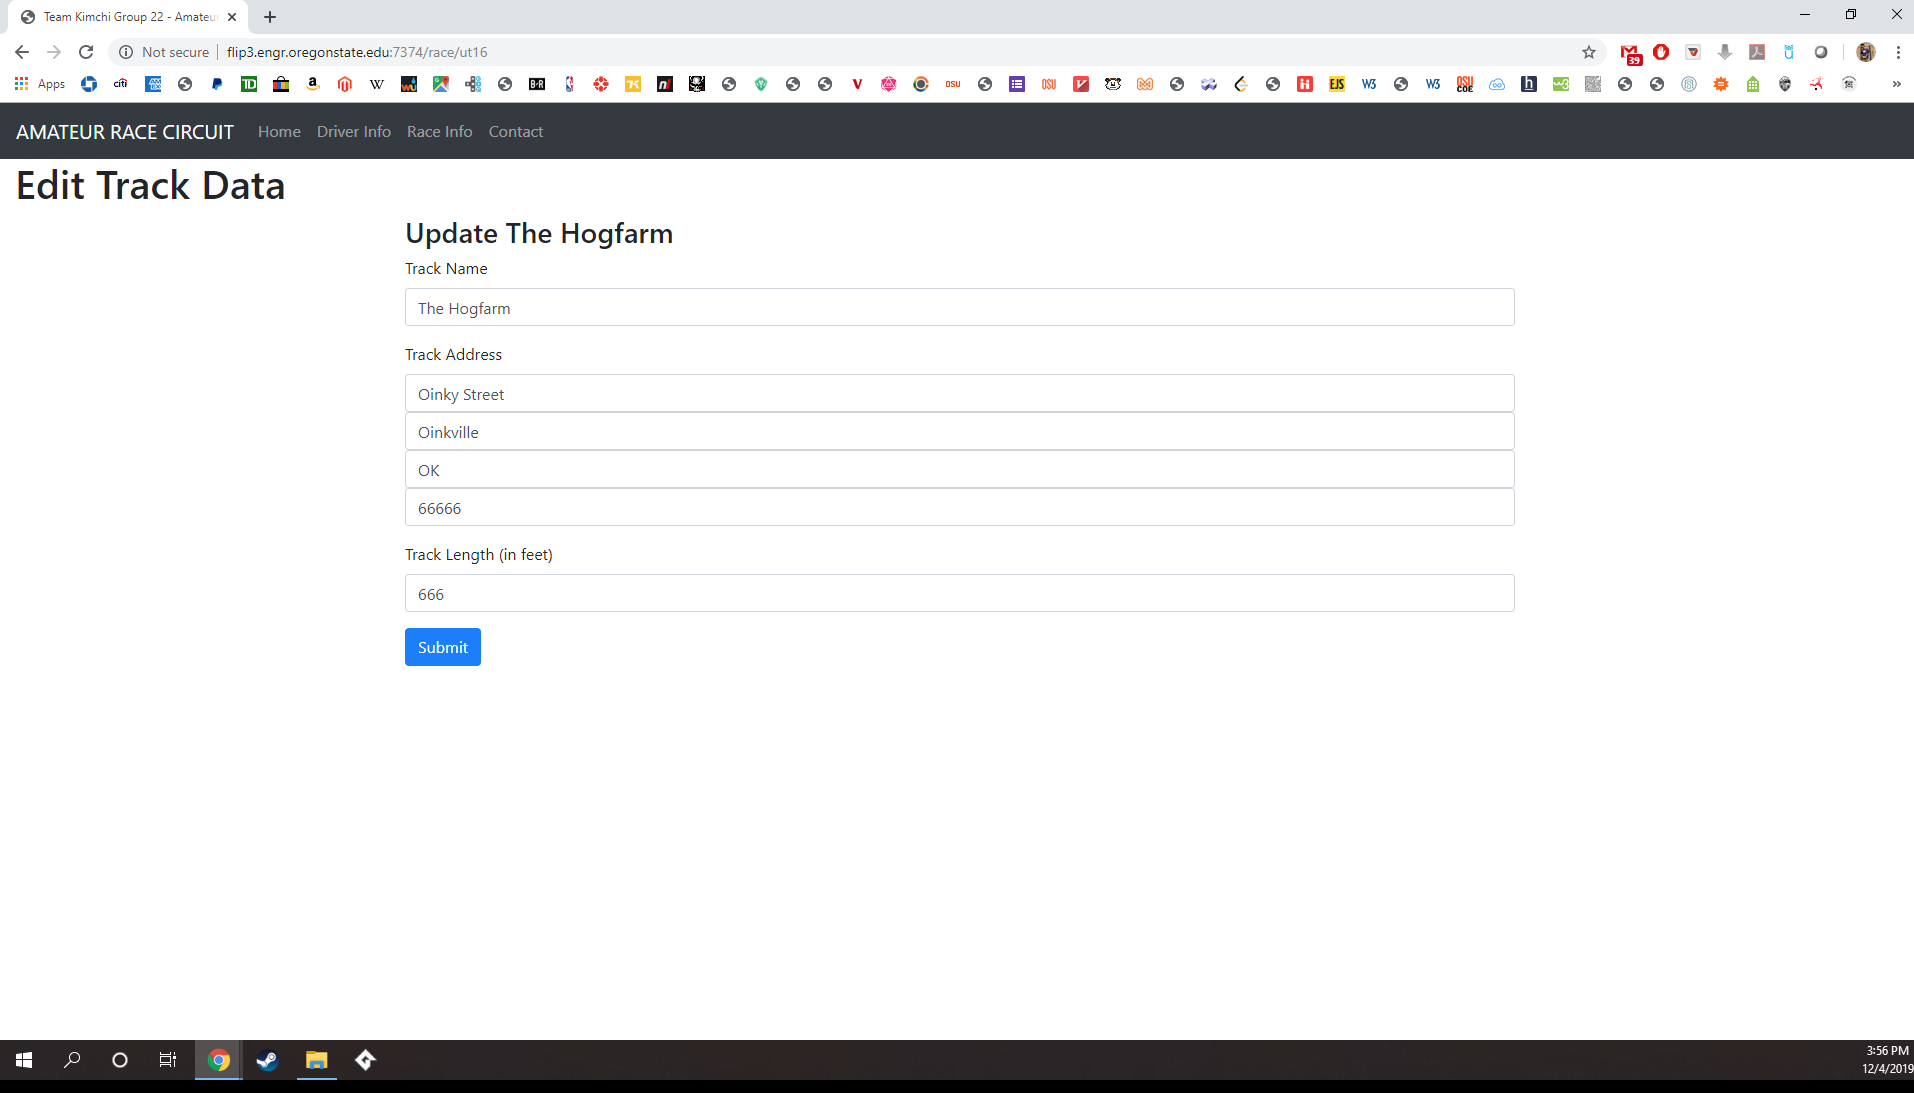 Team Kimchi Group 22 - Amateu
Not secure
flip3.engr.oregonstate.edu:7374/race/ut16
39
Apps
AMATEUR RACE CIRCUIT
Home
Driver Info
Race Info
Contact
Edit Track Data
Update The Hogfarm
Track Name
The Hogfarm
Track Address
Oinky Street
Oinkville
OK
66666
Track Length (in feet)
666
Submit
3:56 PM
12/4/2019